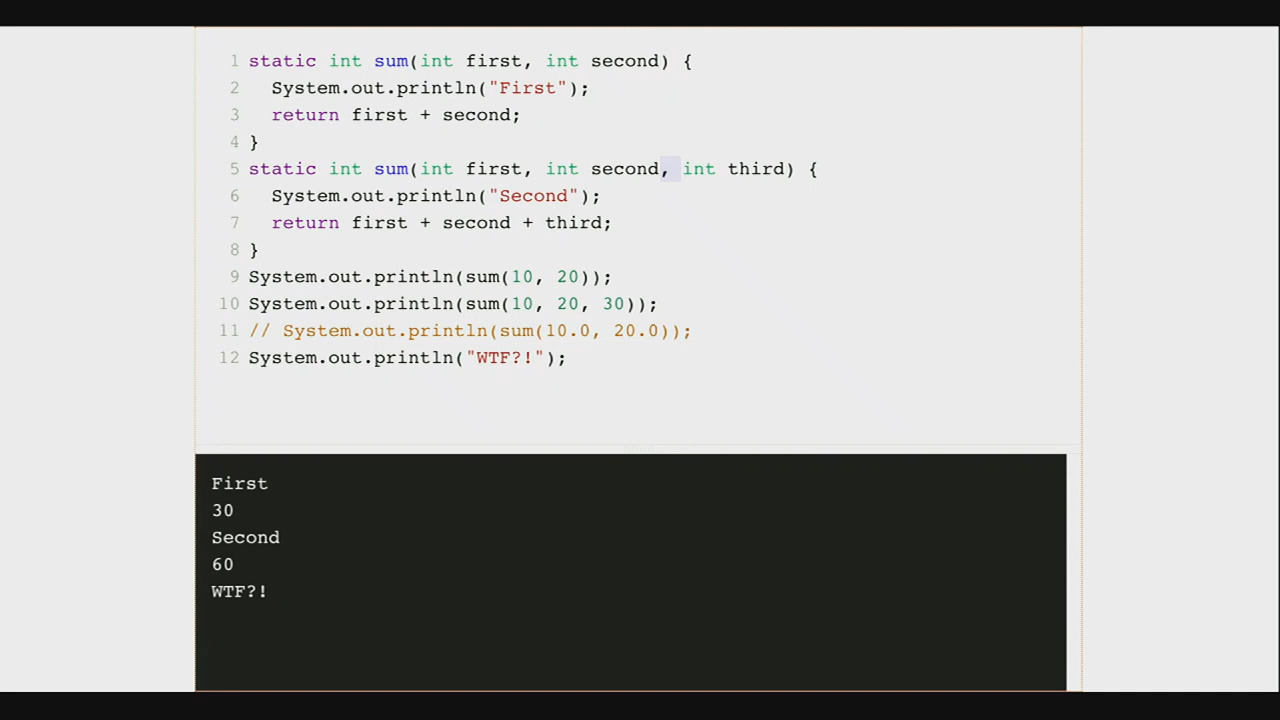 1 static int sum(int first, int second) {
2 System.out.println("First");
3 return first + second;
4 }
5 static int sum(int first, int second, int third) {
6 System.out.println("Second");
7 return first + second + third;
8 }
9 System.out.println(sum(10, 20));
10 System.out.println(sum(10, 20, 30));
11 // System.out.println(sum(10.0, 20.0));
12 System.out.println("WTF?!");
First
30
Second
60
WTF?!